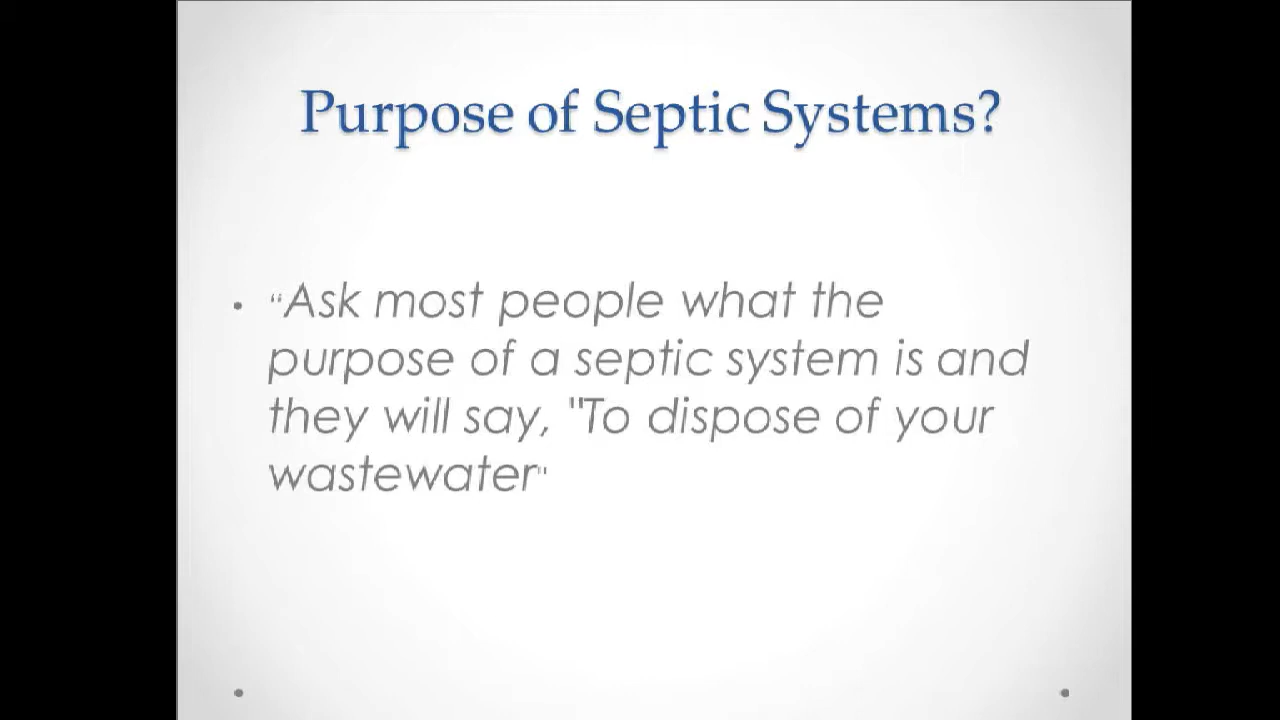 Purpose of Septic Systems?
• “Ask most people what the
purpose of a septic system is and
they will say, "To dispose of your
wastewater"